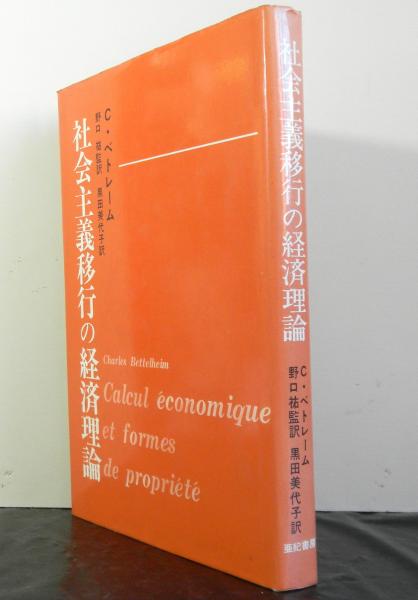 C・ベトレーム
野口 祐監訳 黒田美代子訳
社会主義移行の経済理論
Charles Bettelheim
Calcul économique
et formes
de propriété
社会主義移行の経済理論
C・ベトレーム
野口 祐監訳 黒田美代子訳
亜紀書房